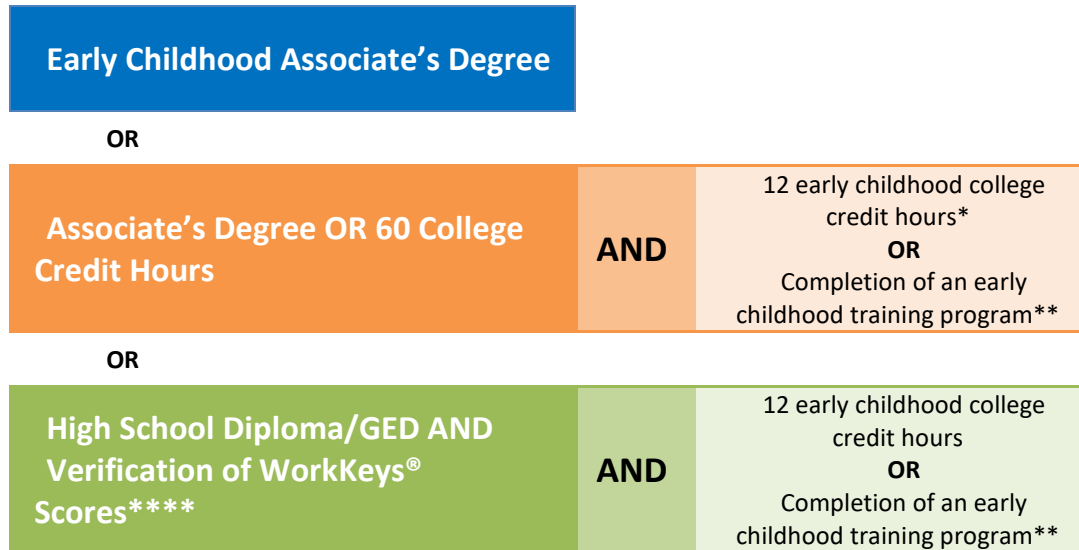 Early Childhood Associate’s Degree
OR
Associate’s Degree OR 60 College
Credit Hours
AND
12 early childhood college
credit hours*
OR
Completion of an early
childhood training program**
OR
High School Diploma/GED AND
Verification of WorkKeys®
Scores****
AND
12 early childhood college
credit hours
OR
Completion of an early
childhood training program**